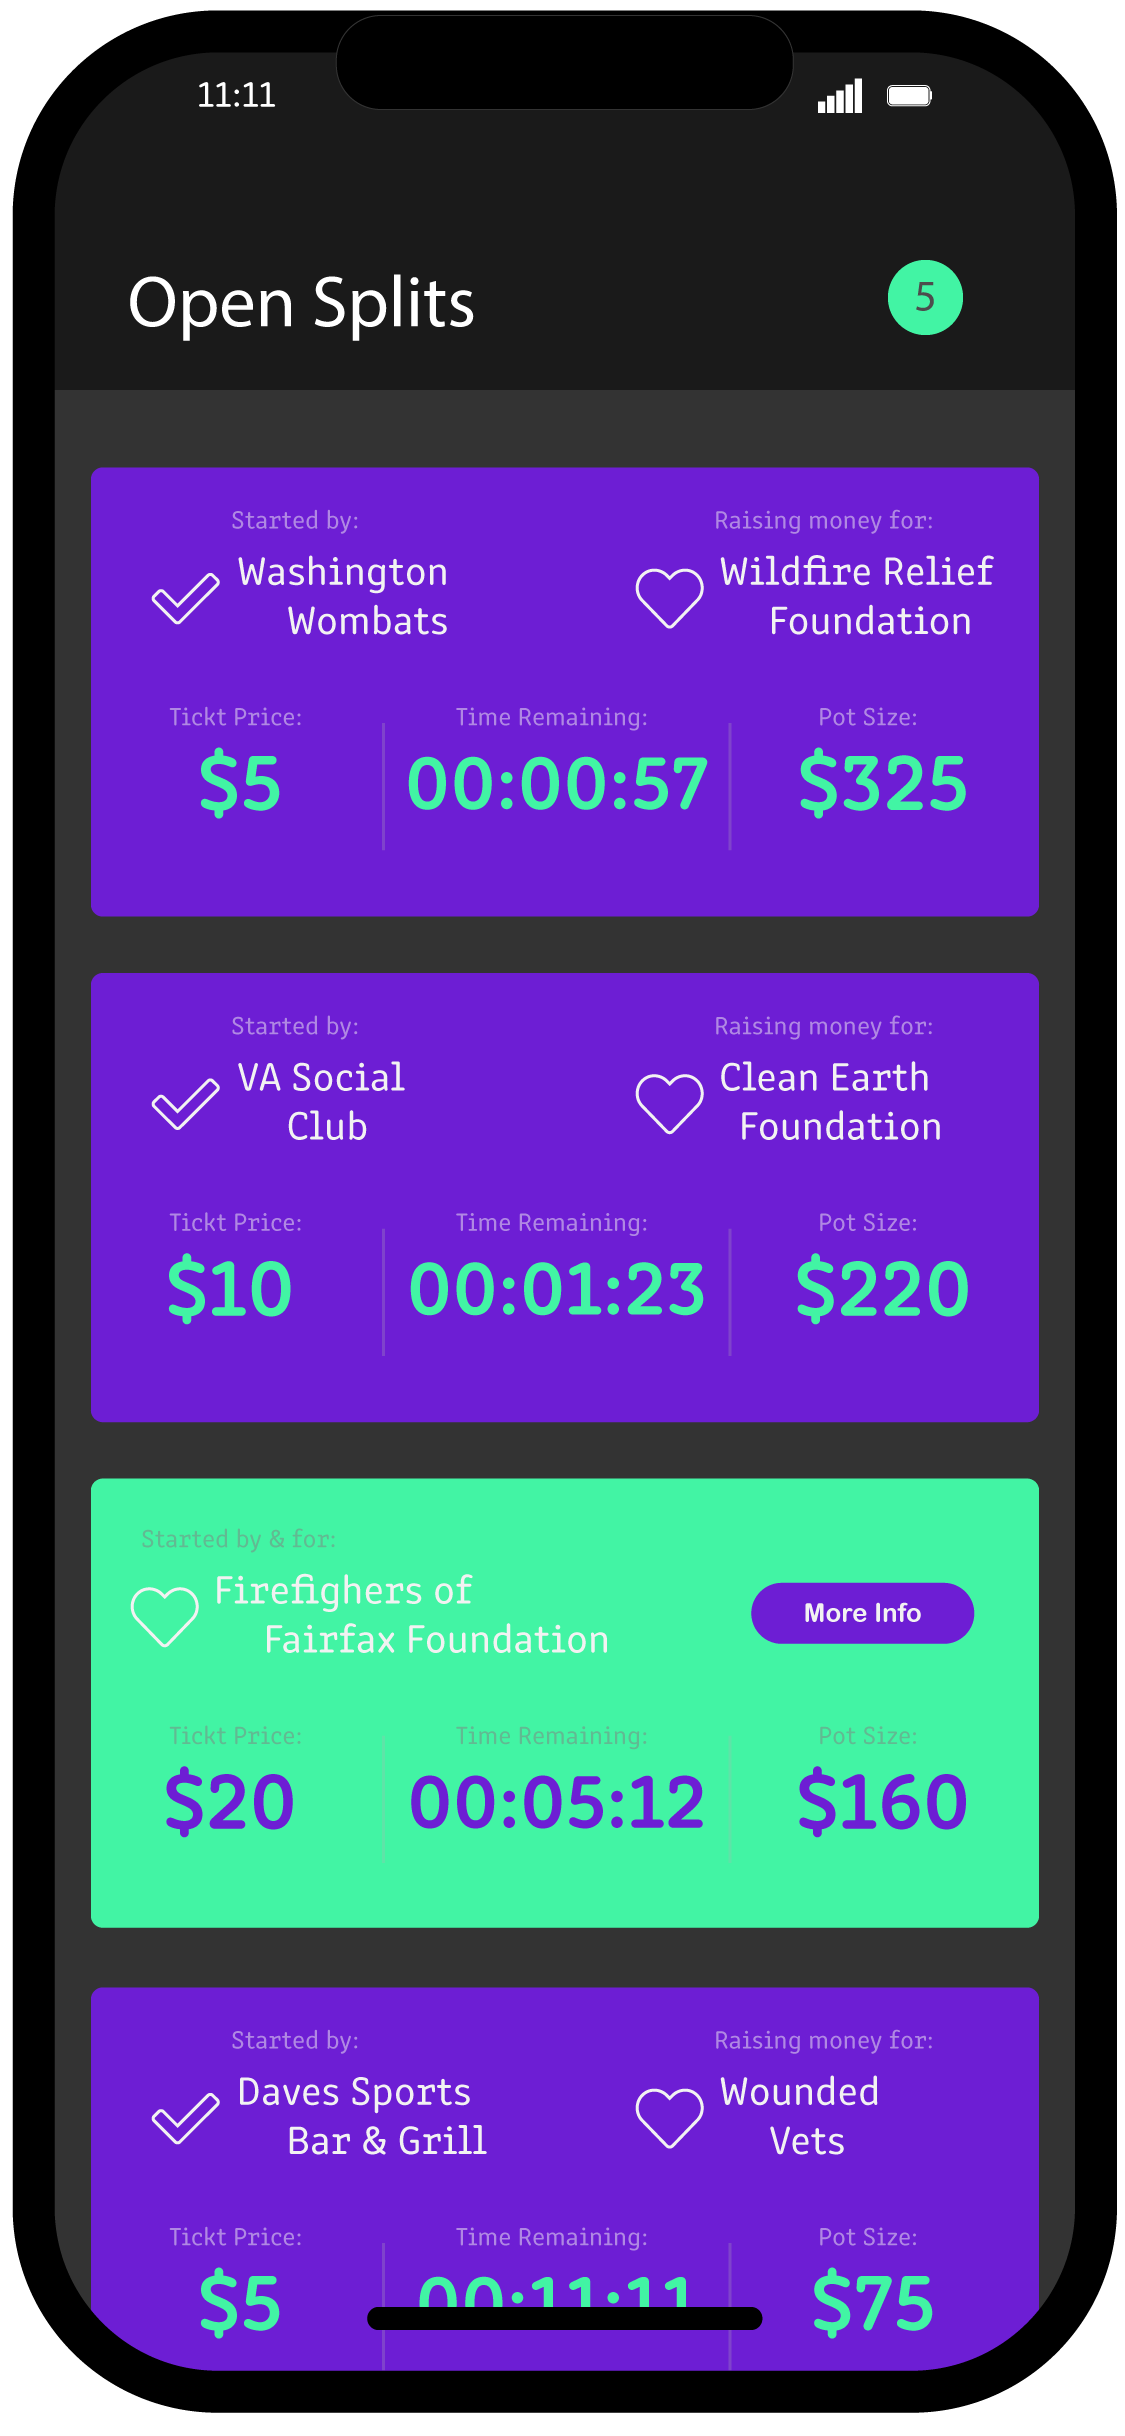 11:11
Open Splits
5
Started by:
Raising money for:
Washington
Wombats
Wildfire Relief
Foundation
Tickt Price:
Time Remaining:
Pot Size:
$5
00:00:57
$325
Started by:
Raising money for:
VA Social
Club
Clean Earth
Foundation
Tickt Price:
Time Remaining:
Pot Size:
$10
00:01:23
$220
Started by & for:
Firefighers of
Fairfax Foundation
More Info
Tickt Price:
Time Remaining:
Pot Size:
$20
00:05:12
$160
Started by:
Raising money for:
Daves Sports
Bar & Grill
Wounded
Vets
Tickt Price:
Time Remaining:
Pot Size:
$5
00:11:11
$75